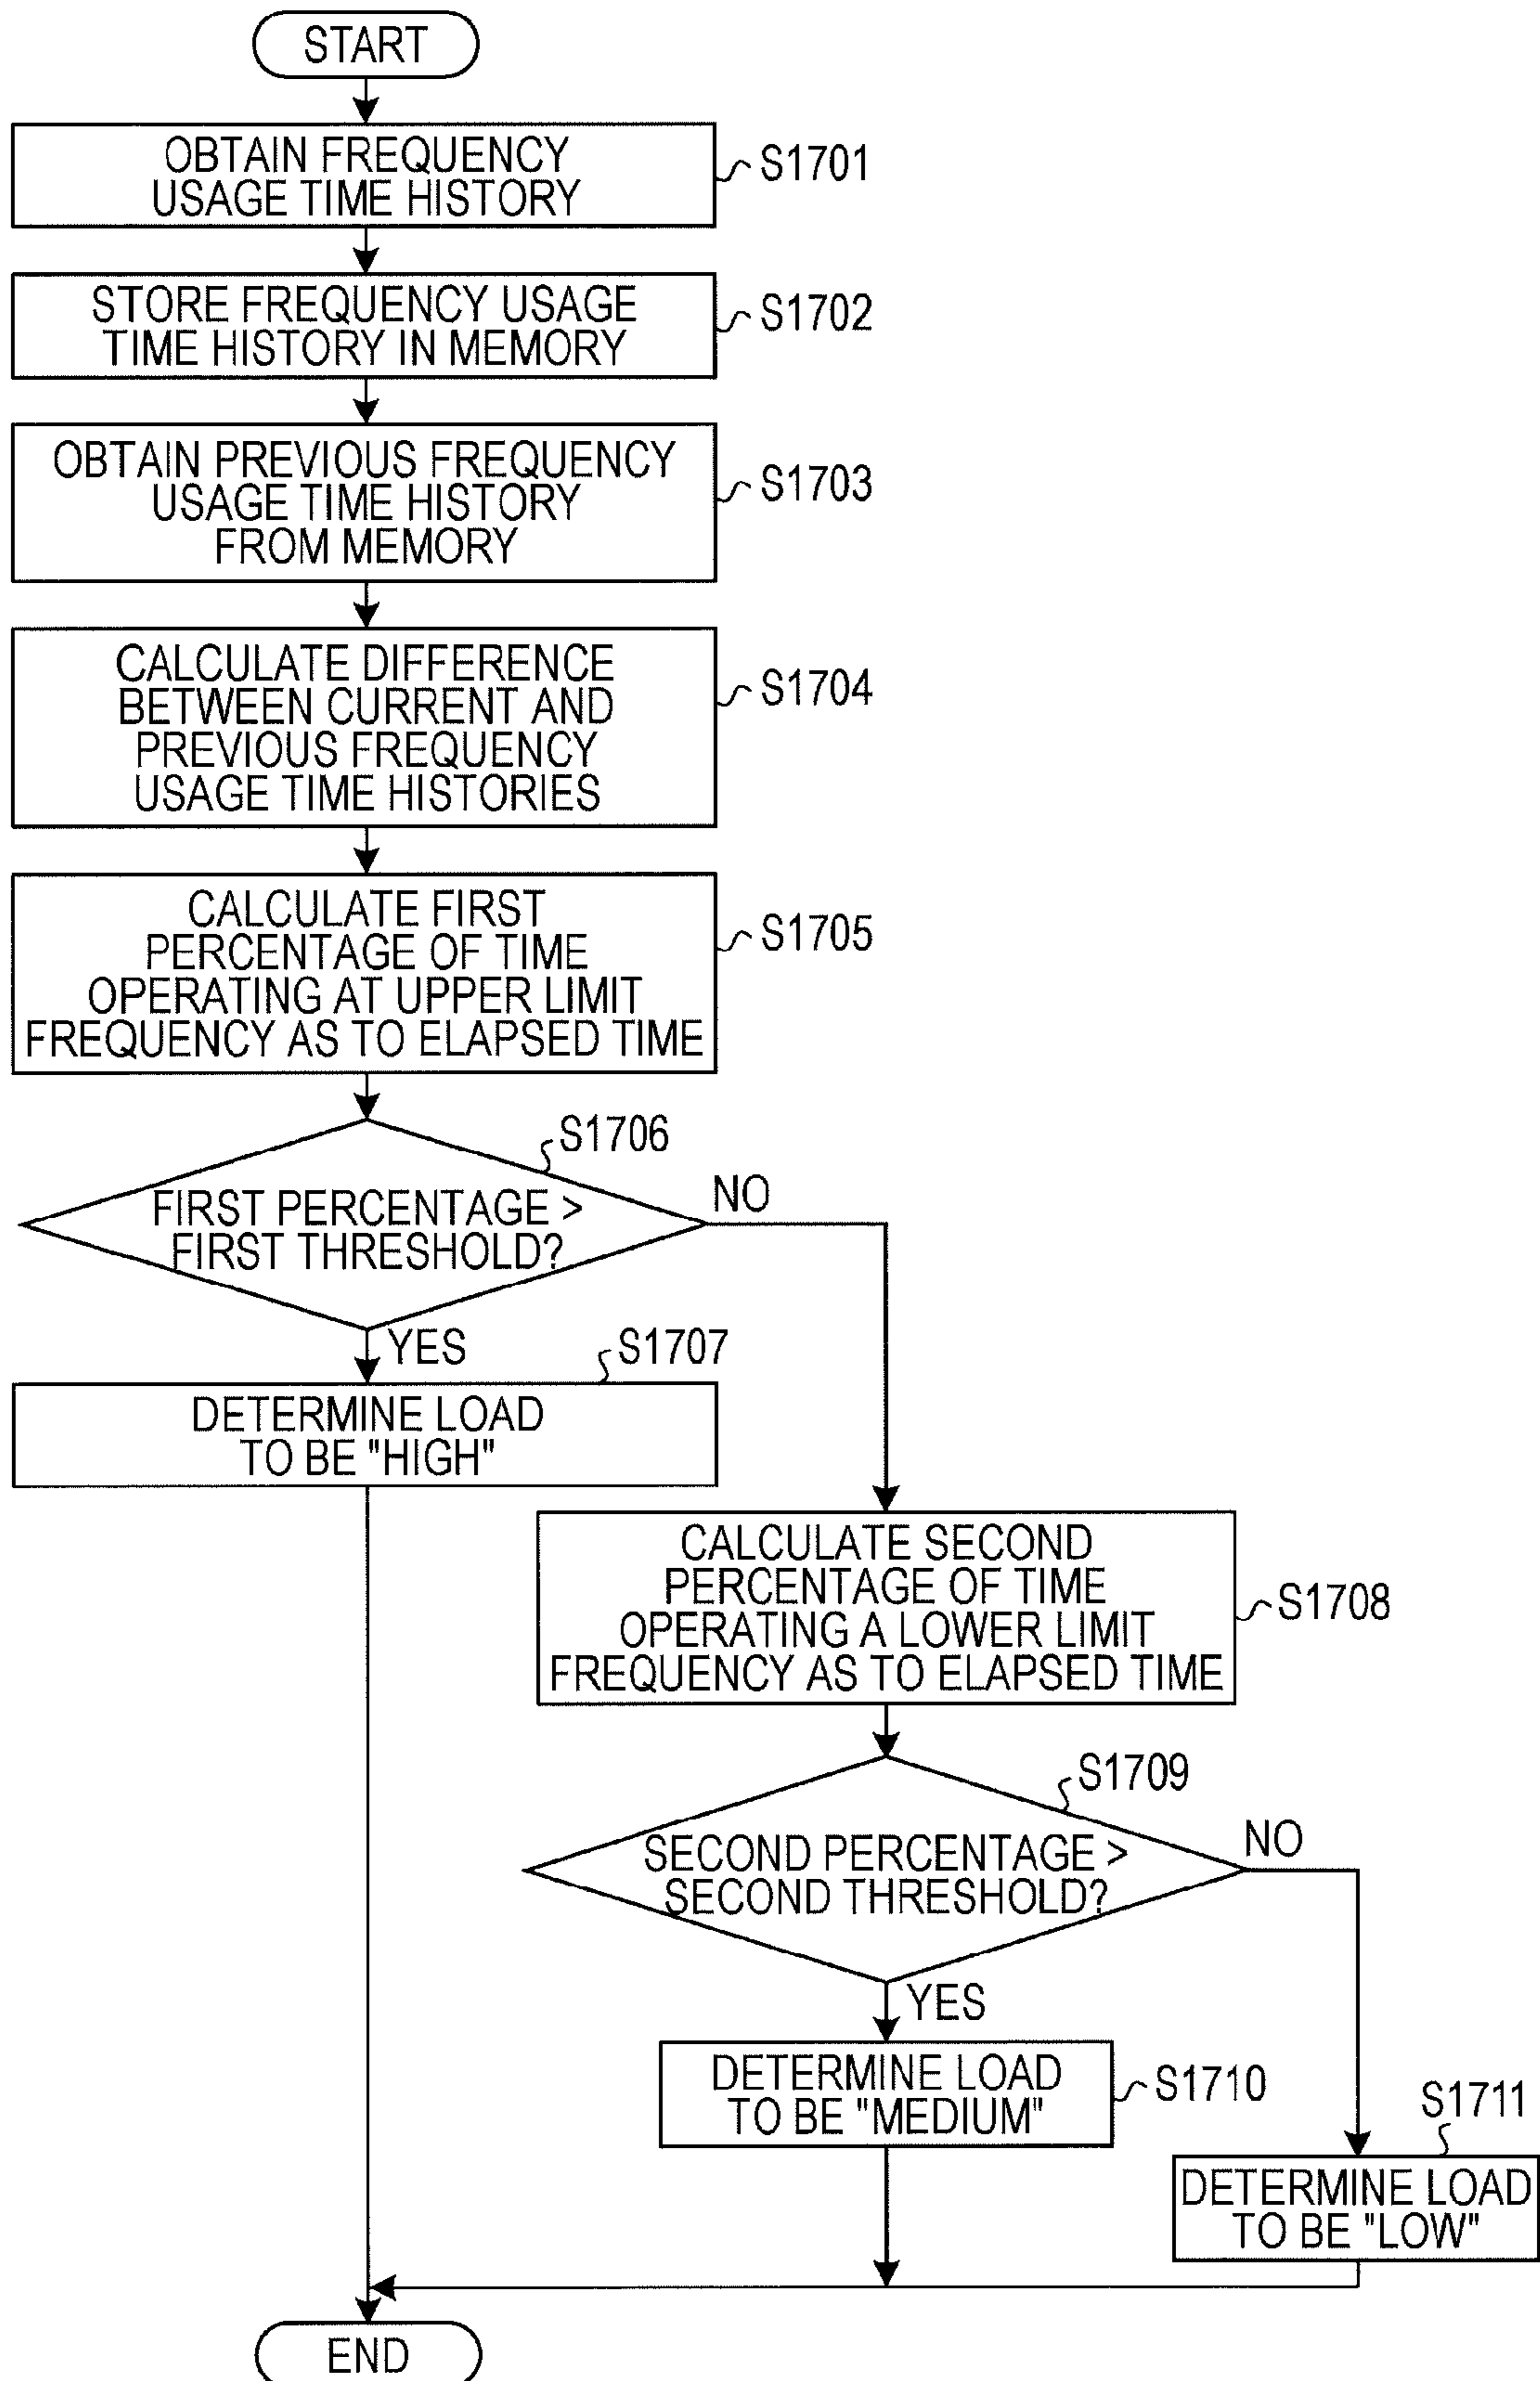 START
OBTAIN FREQUENCY
USAGE TIME HISTORY
S1701
STORE FREQUENCY USAGE
TIME HISTORY IN MEMORY
S1702
OBTAIN PREVIOUS FREQUENCY
USAGE TIME HISTORY
FROM MEMORY
S1703
CALCULATE DIFFERENCE
BETWEEN CURRENT AND
PREVIOUS FREQUENCY
USAGE TIME HISTORIES
S1704
CALCULATE FIRST
PERCENTAGE OF TIME
OPERATING AT UPPER LIMIT
FREQUENCY AS TO ELAPSED TIME
S1705
S1706
FIRST PERCENTAGE >
FIRST THRESHOLD?
NO
YES
S1707
DETERMINE LOAD
TO BE "HIGH"
CALCULATE SECOND
PERCENTAGE OF TIME
OPERATING A LOWER LIMIT
FREQUENCY AS TO ELAPSED TIME
S1708
S1709
SECOND PERCENTAGE >
SECOND THRESHOLD?
NO
YES
DETERMINE LOAD
TO BE "MEDIUM"
S1710
S1711
DETERMINE LOAD
TO BE "LOW"
END